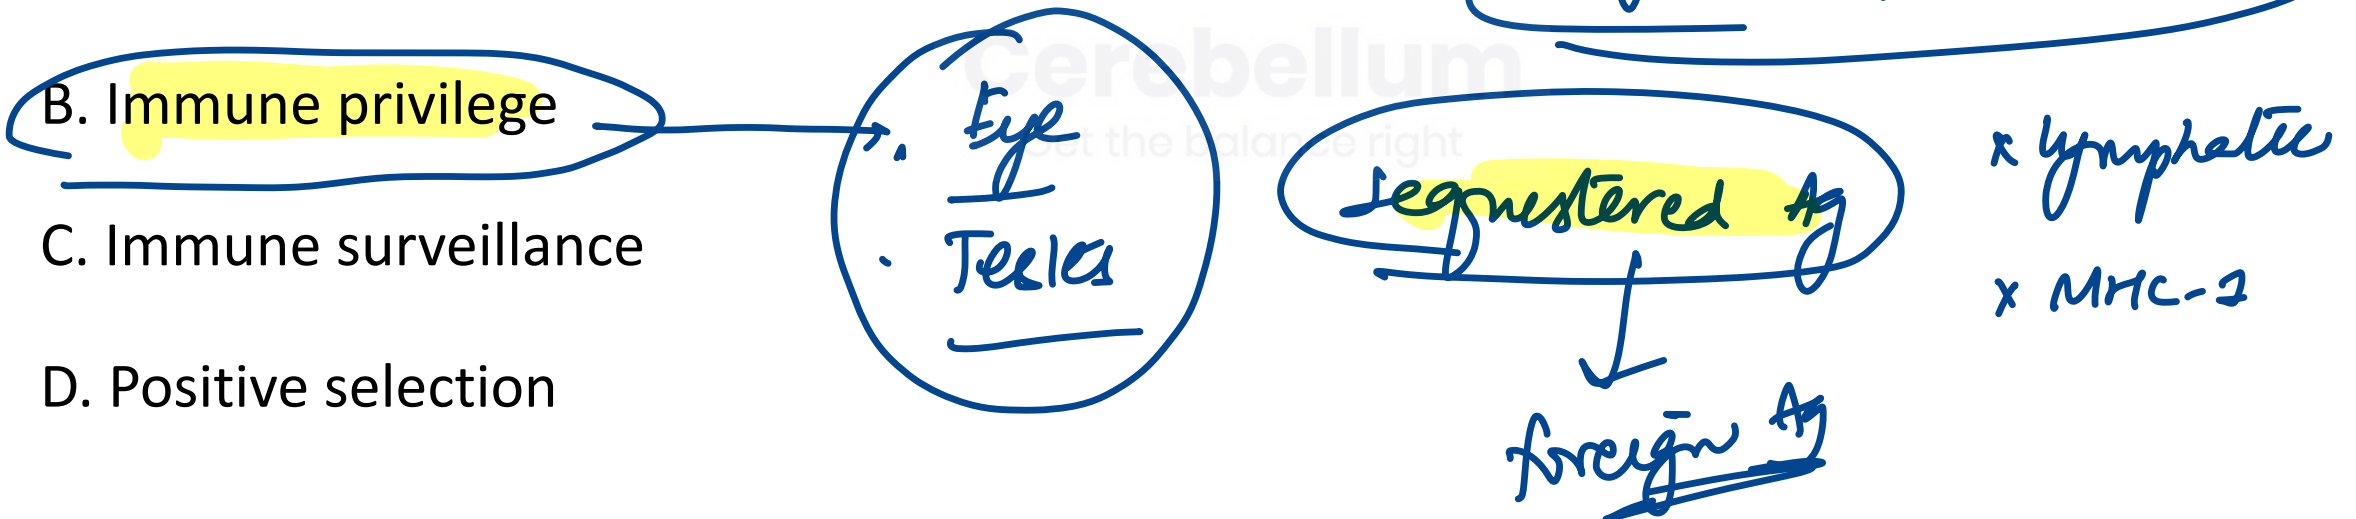 Cerebellum
Get the balance right
B. Immune privilege
C. Immune surveillance
D. Positive selection
Eye
Testes
Sequestered Ag
foreign Ag
x lymphatic
x MHC-1